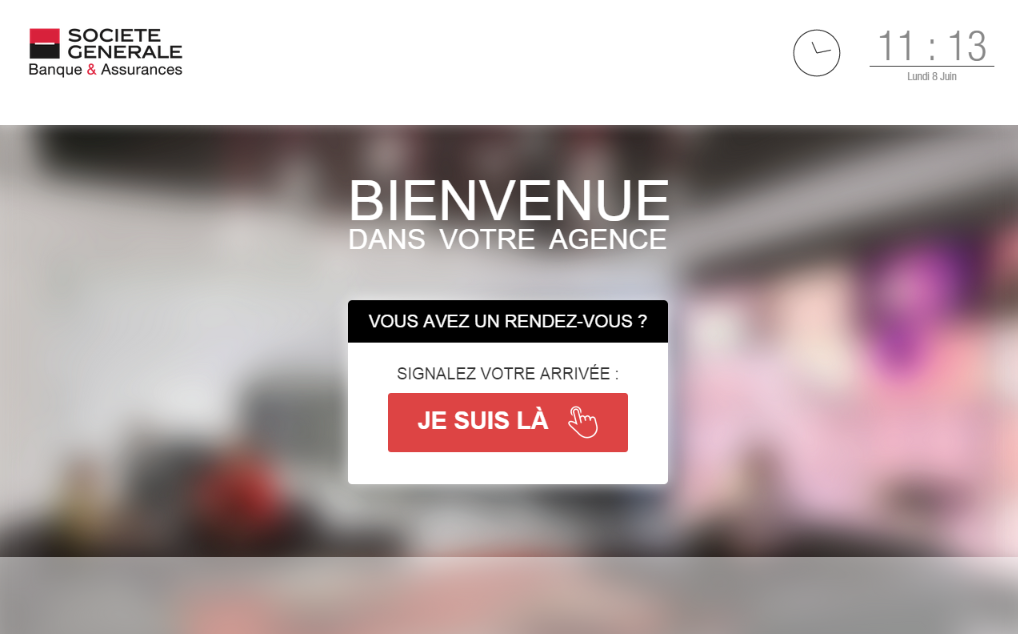 SOCIETE
GENERALE
Banque & Assurances
11 : 13
Lundi 8 Juin
BIENVENUE
DANS VOTRE AGENCE
VOUS AVEZ UN RENDEZ-VOUS ?
SIGNALEZ VOTRE ARRIVÉE :
JE SUIS LÀ